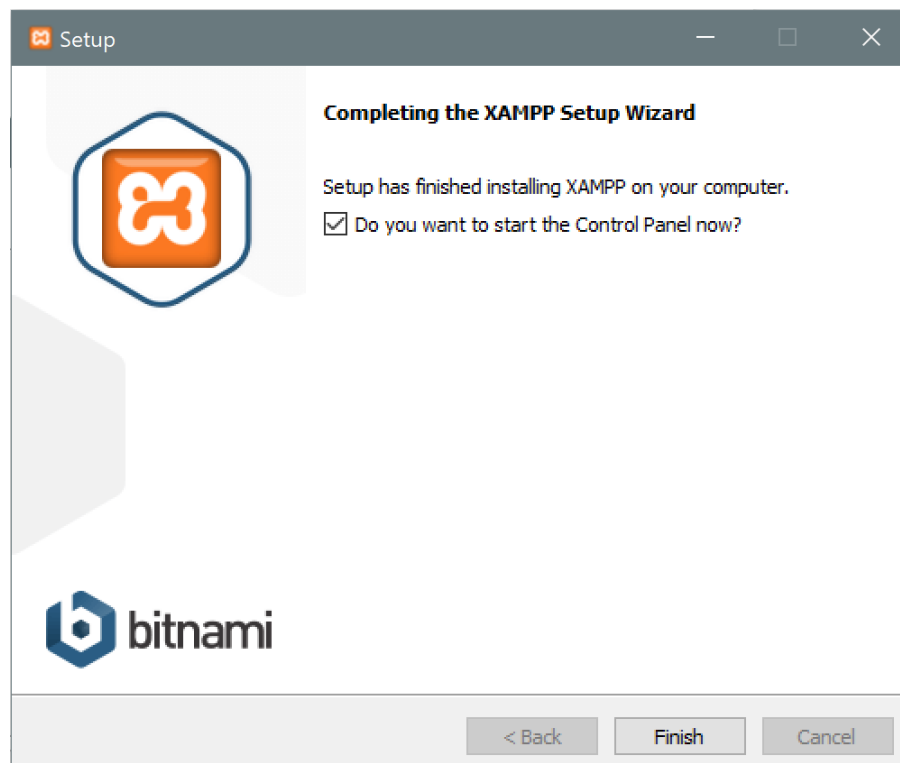 Setup
Completing the XAMPP Setup Wizard
Setup has finished installing XAMPP on your computer.
Do you want to start the Control Panel now?
bitnami
< Back
Finish
Cancel